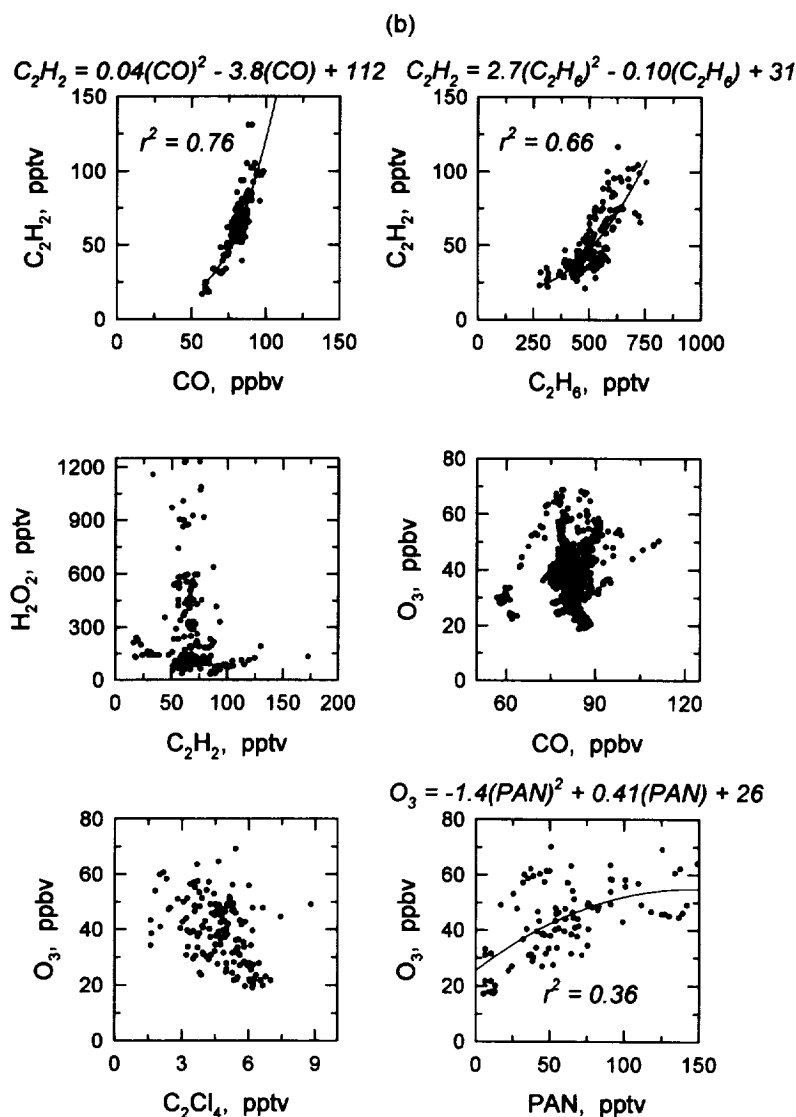 (b)
C₂H₂ = 0.04(CO)² - 3.8(CO) + 112
C₂H₂ = 2.7(C₂H₆)² - 0.10(C₂H₆) + 31
150
100
50
0
C₂H₂, pptv
r² = 0.76
0 50 100 150
CO, ppbv
150
100
50
0
C₂H₂, pptv
r² = 0.66
0 250 500 750 1000
C₂H₆, pptv
1200
900
600
300
0
H₂O₂, pptv
0 50 100 150 200
C₂H₂, pptv
80
60
40
20
0
O₃, ppbv
60 90 120
CO, ppbv
80
60
40
20
0
O₃, ppbv
0 3 6 9
C₂Cl₄, pptv
O₃ = -1.4(PAN)² + 0.41(PAN) + 26
80
60
40
20
0
O₃, ppbv
r² = 0.36
0 50 100 150
PAN, pptv